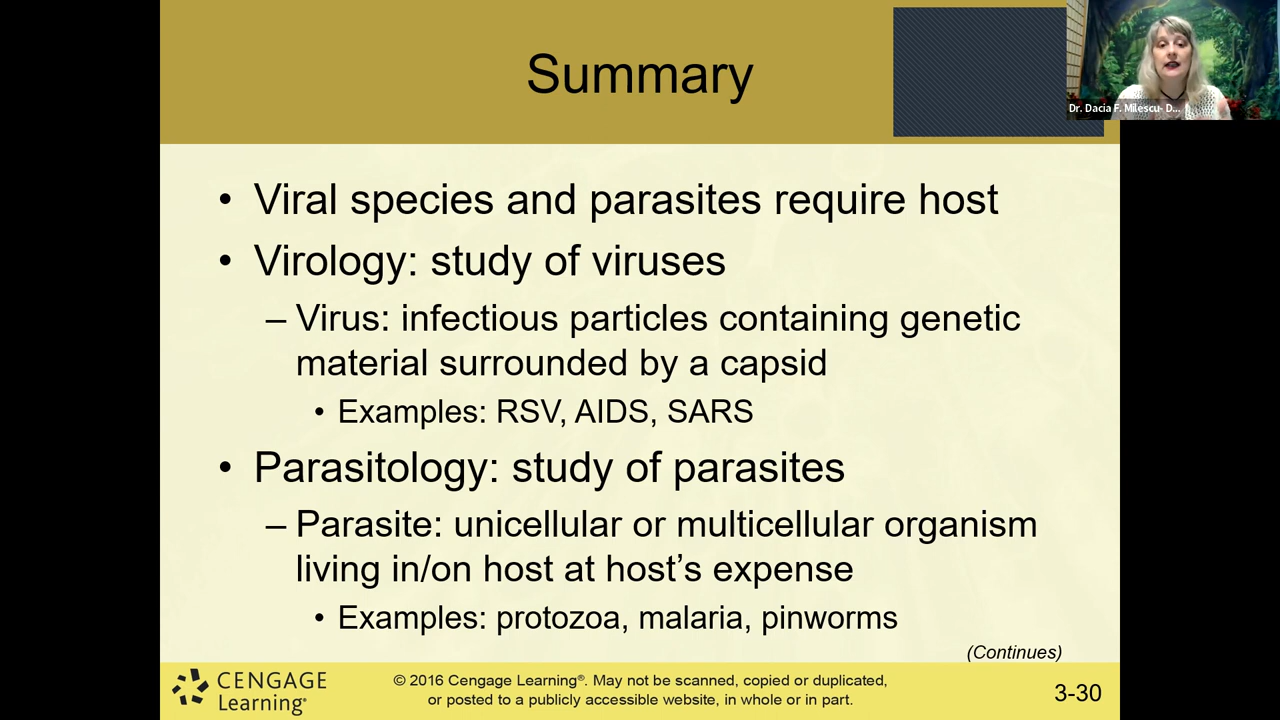 Summary
Dr. Dacia F. Milescu- D...
• Viral species and parasites require host
• Virology: study of viruses
– Virus: infectious particles containing genetic
material surrounded by a capsid
• Examples: RSV, AIDS, SARS
• Parasitology: study of parasites
– Parasite: unicellular or multicellular organism
living in/on host at host’s expense
• Examples: protozoa, malaria, pinworms
(Continues)
CENGAGE
Learning®
© 2016 Cengage Learning®. May not be scanned, copied or duplicated,
or posted to a publicly accessible website, in whole or in part.
3-30